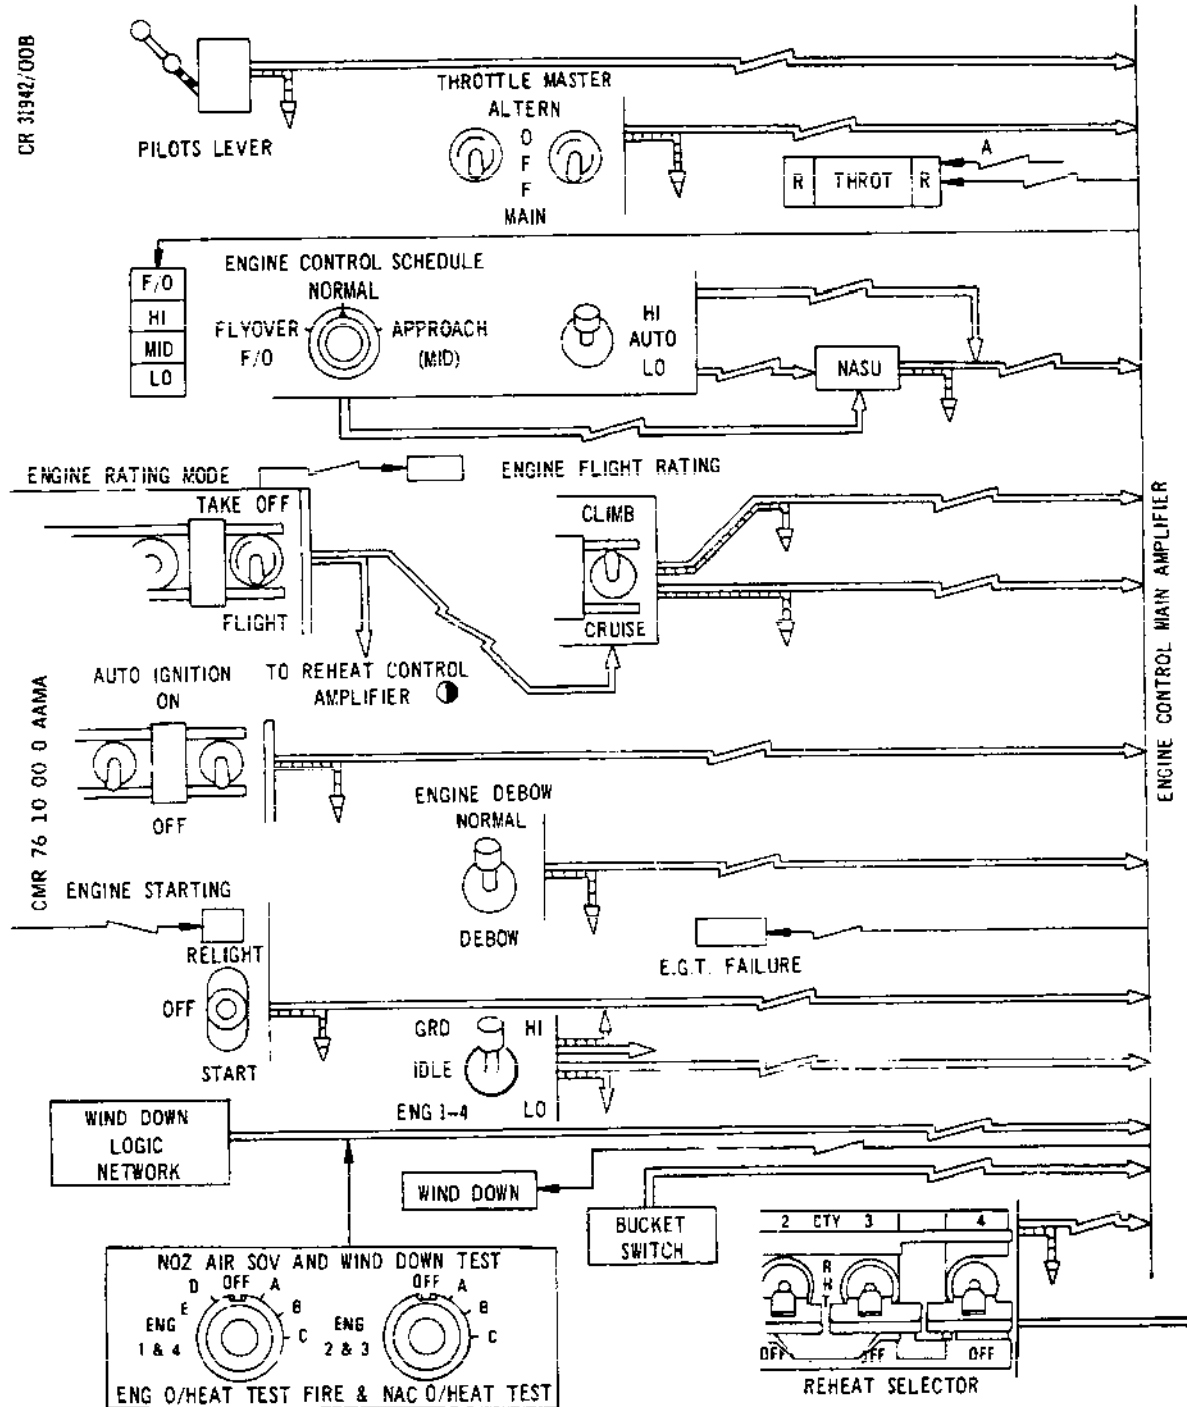 CR 31942/00B
PILOTS LEVER
THROTTLE MASTER
ALTERN
O
F
F
MAIN
A
R THROT R
F/O
HI
MID
LO
ENGINE CONTROL SCHEDULE
NORMAL
FLYOVER
F/O
APPROACH
(MID)
HI
AUTO
LO
NASU
ENGINE RATING MODE
TAKE OFF
FLIGHT
ENGINE FLIGHT RATING
CLIMB
CRUISE
TO REHEAT CONTROL
AMPLIFIER
ENGINE CONTROL MAIN AMPLIFIER
CMR 76 10 00 0 AAMA
AUTO IGNITION
ON
OFF
ENGINE DEBOW
NORMAL
DEBOW
ENGINE STARTING
RELIGHT
OFF
START
E.G.T. FAILURE
GRD HI
IDLE
ENG 1-4 LO
WIND DOWN
LOGIC
NETWORK
WIND DOWN
BUCKET
SWITCH
NOZ AIR SOV AND WIND DOWN TEST
D OFF A
E B
C
ENG
1 & 4
OFF A
B
C
ENG
2 & 3
ENG O/HEAT TEST FIRE & NAC O/HEAT TEST
2 CTY 3 4
R
H
T
OFF OFF OFF
REHEAT SELECTOR